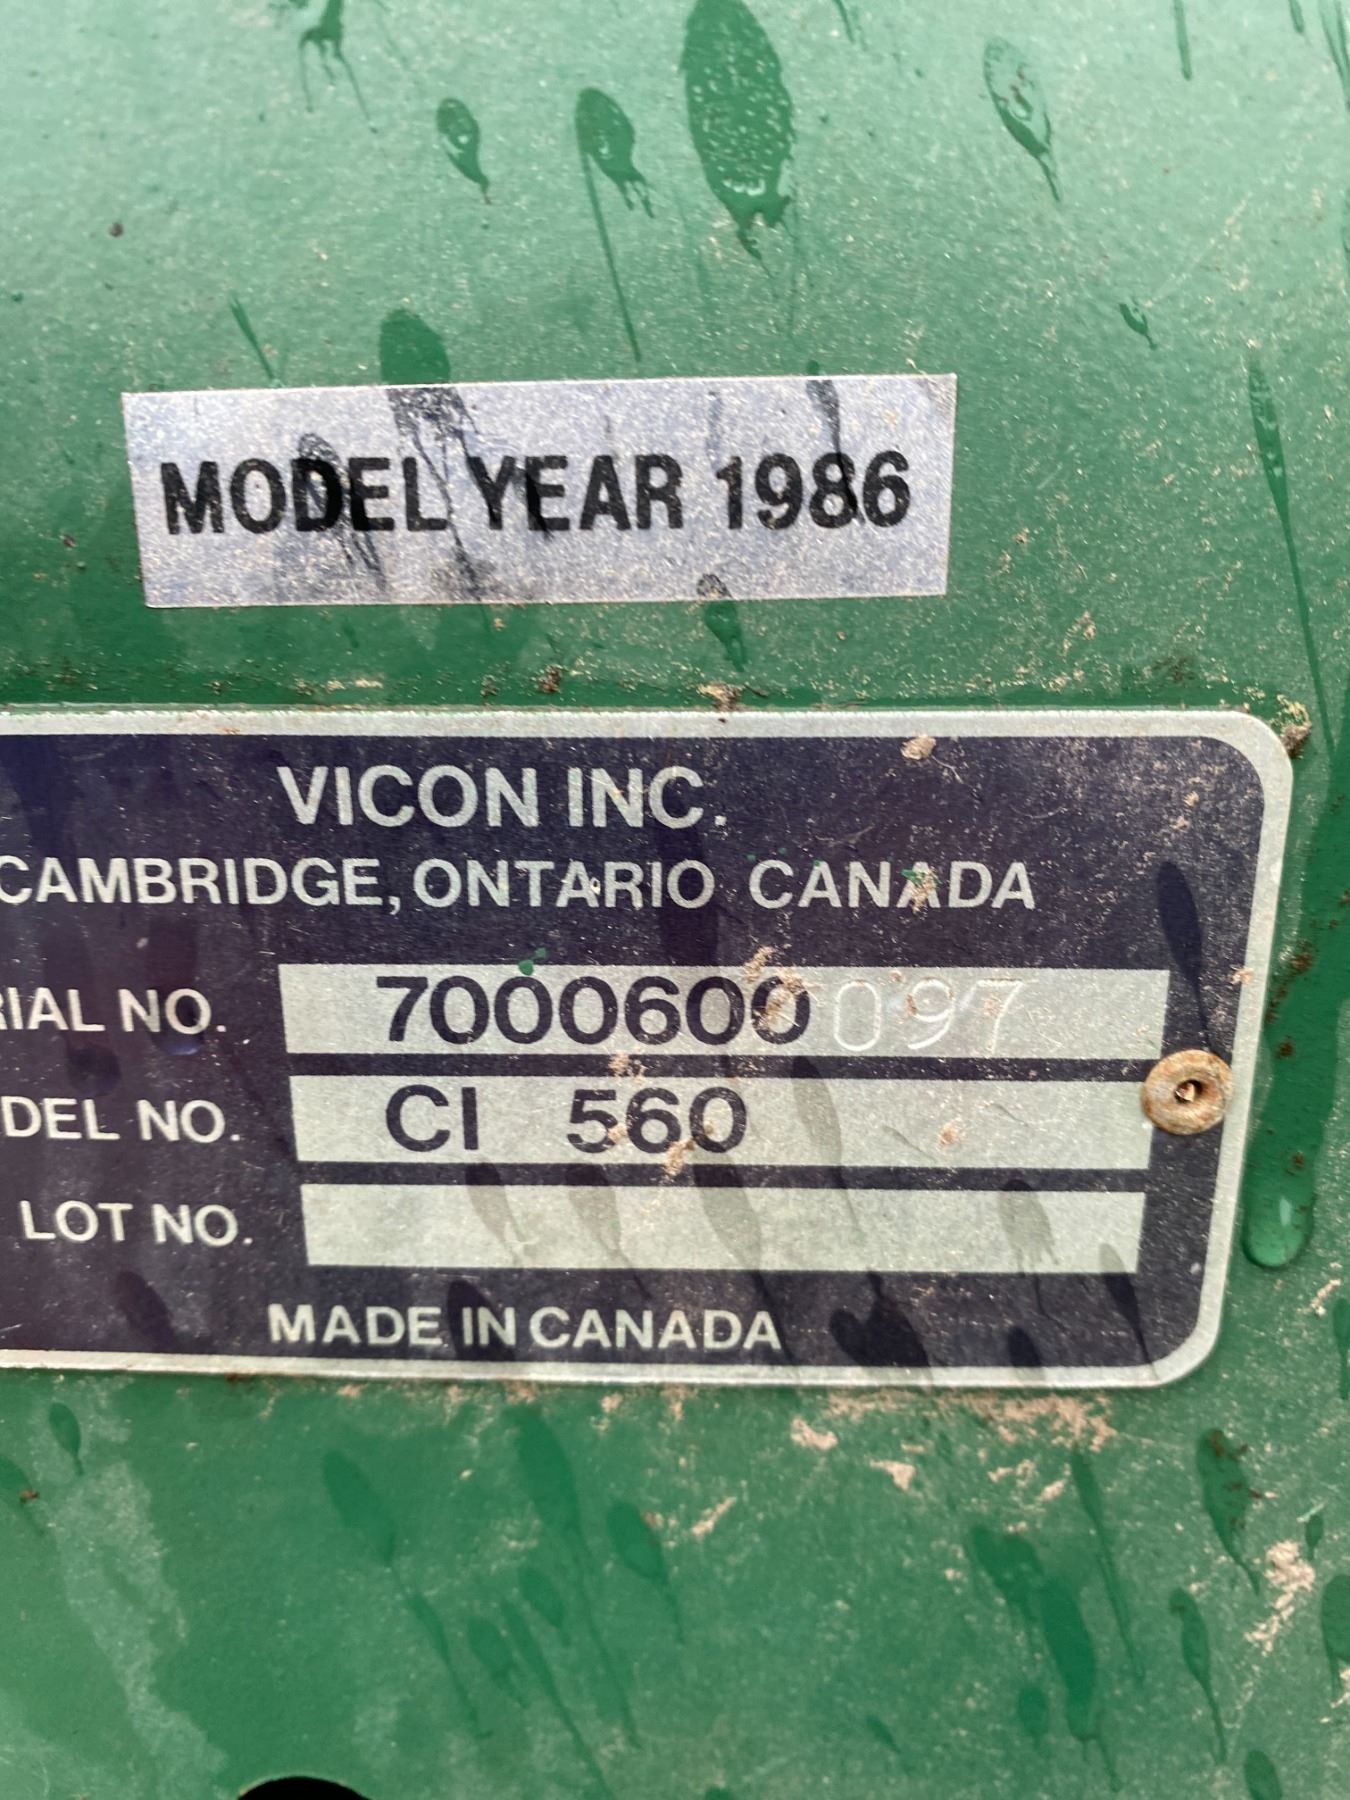 MODEL YEAR 1986
VICON INC.
CAMBRIDGE, ONTARIO CANADA
RIAL NO. 7000600097
DEL NO. CI 560
LOT NO.
MADE IN CANADA